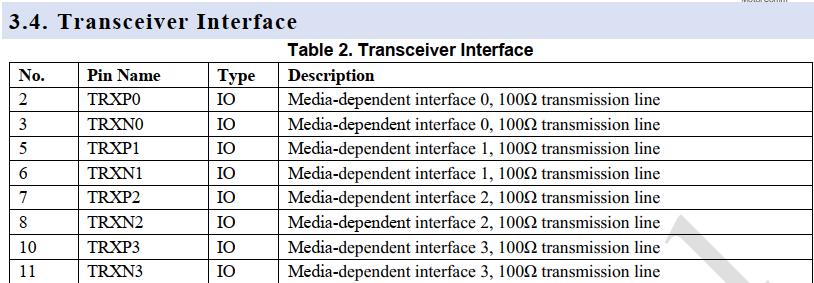 3.4. Transceiver Interface
Table 2. Transceiver Interface
No. Pin Name Type Description
2 TRXP0 IO Media-dependent interface 0, 100Ω transmission line
3 TRXN0 IO Media-dependent interface 0, 100Ω transmission line
5 TRXP1 IO Media-dependent interface 1, 100Ω transmission line
6 TRXN1 IO Media-dependent interface 1, 100Ω transmission line
7 TRXP2 IO Media-dependent interface 2, 100Ω transmission line
8 TRXN2 IO Media-dependent interface 2, 100Ω transmission line
10 TRXP3 IO Media-dependent interface 3, 100Ω transmission line
11 TRXN3 IO Media-dependent interface 3, 100Ω transmission line